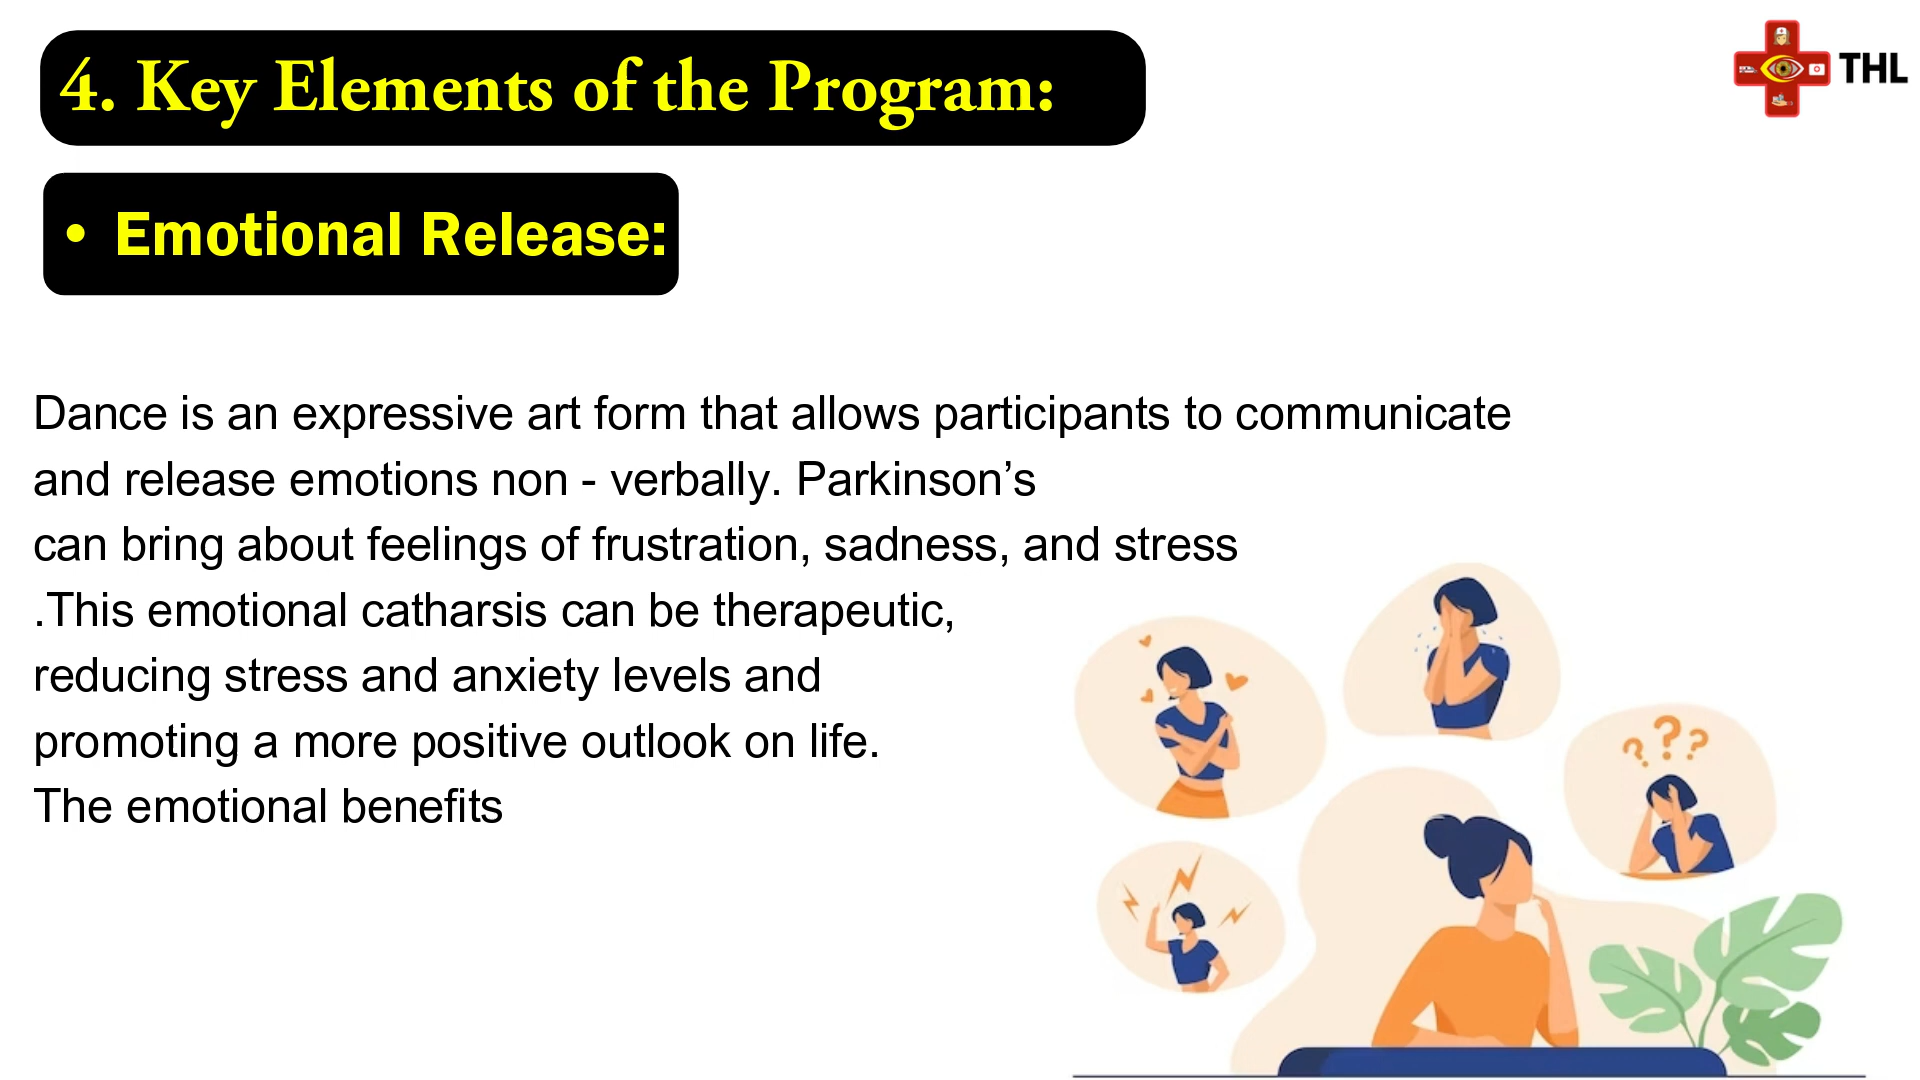 4. Key Elements of the Program:
THL
• Emotional Release:
Dance is an expressive art form that allows participants to communicate
and release emotions non - verbally. Parkinson’s
can bring about feelings of frustration, sadness, and stress
.This emotional catharsis can be therapeutic,
reducing stress and anxiety levels and
promoting a more positive outlook on life.
The emotional benefits
? ? ?